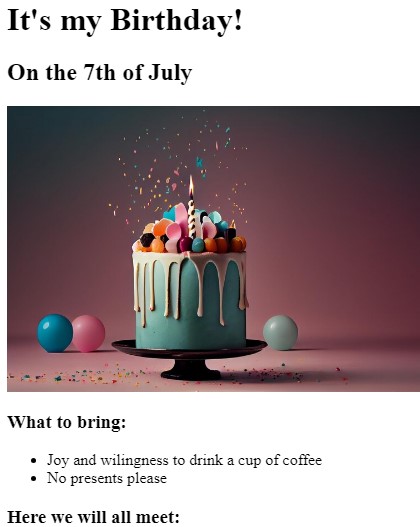 It's my Birthday!
On the 7th of July
What to bring:
Joy and wilingness to drink a cup of coffee
No presents please
Here we will all meet: